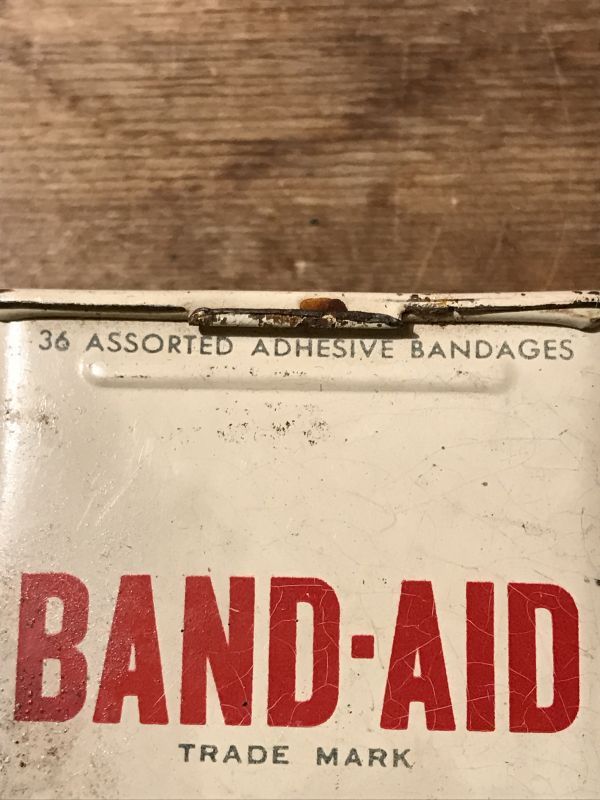 36 ASSORTED ADHESIVE BANDAGES
BAND-AID
TRADE MARK